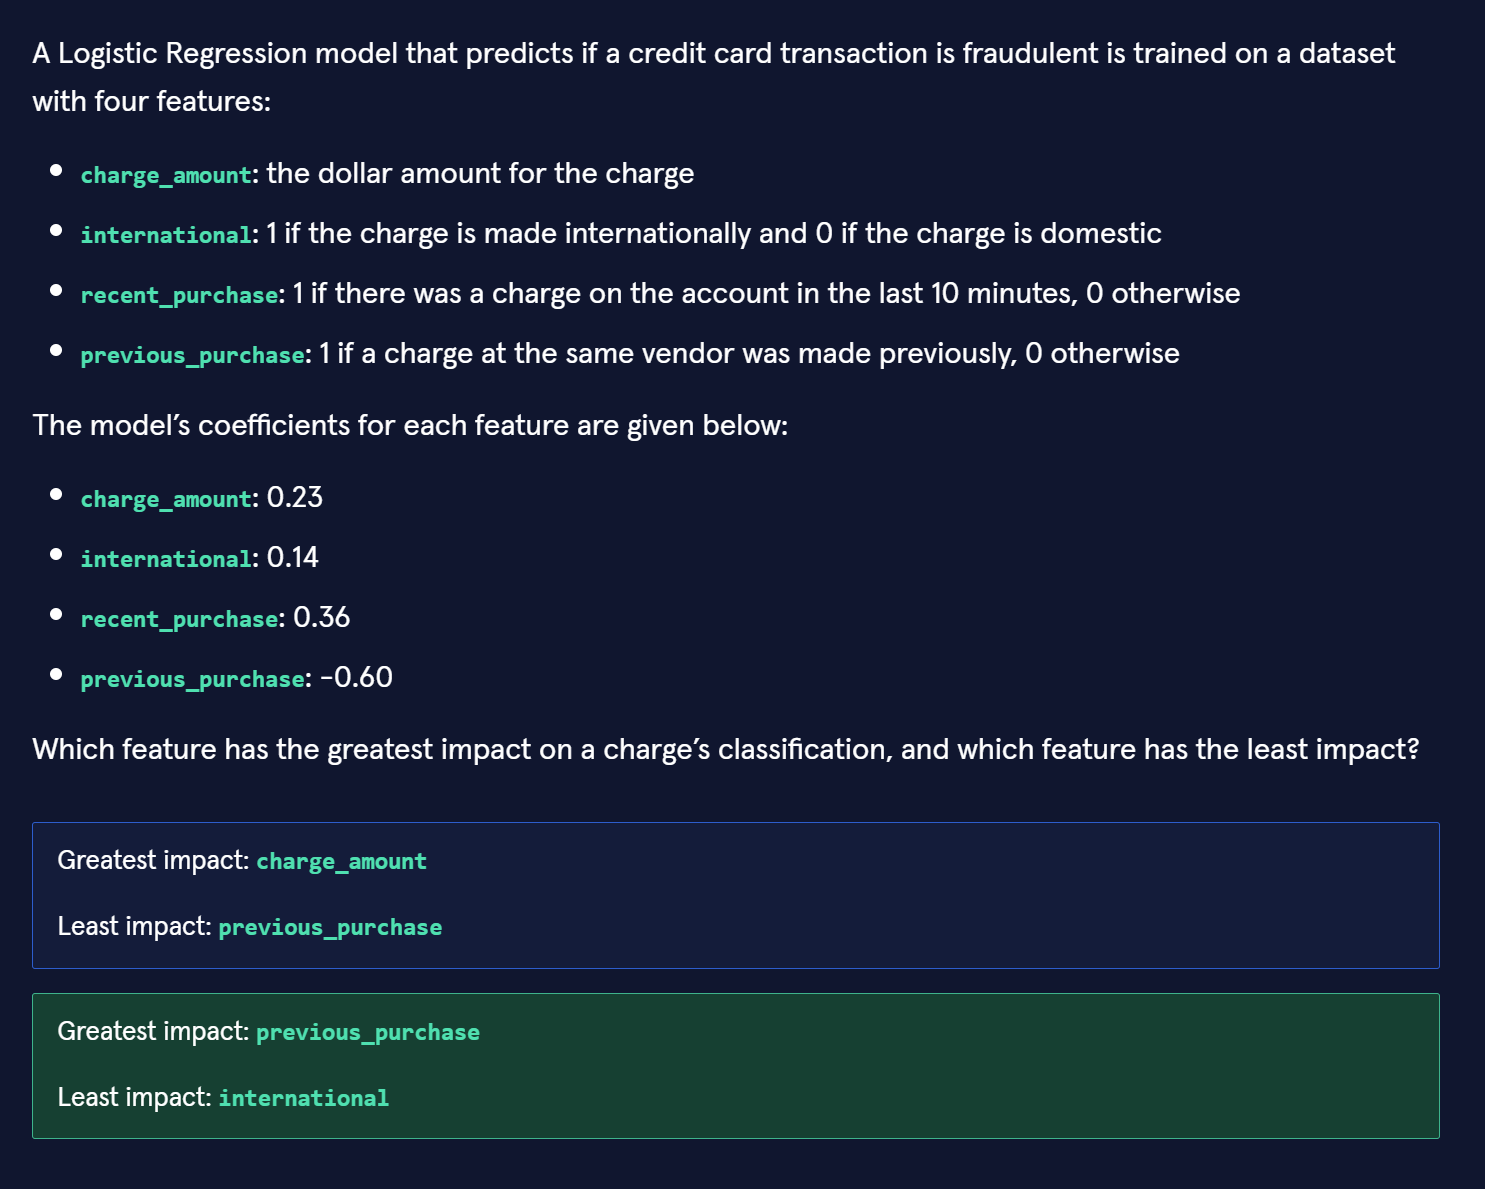 A Logistic Regression model that predicts if a credit card transaction is fraudulent is trained on a dataset
with four features:
charge_amount: the dollar amount for the charge
international: 1 if the charge is made internationally and 0 if the charge is domestic
recent_purchase: 1 if there was a charge on the account in the last 10 minutes, 0 otherwise
previous_purchase: 1 if a charge at the same vendor was made previously, 0 otherwise
The model’s coefficients for each feature are given below:
charge_amount: 0.23
international: 0.14
recent_purchase: 0.36
previous_purchase: -0.60
Which feature has the greatest impact on a charge’s classification, and which feature has the least impact?
Greatest impact: charge_amount
Least impact: previous_purchase
Greatest impact: previous_purchase
Least impact: international